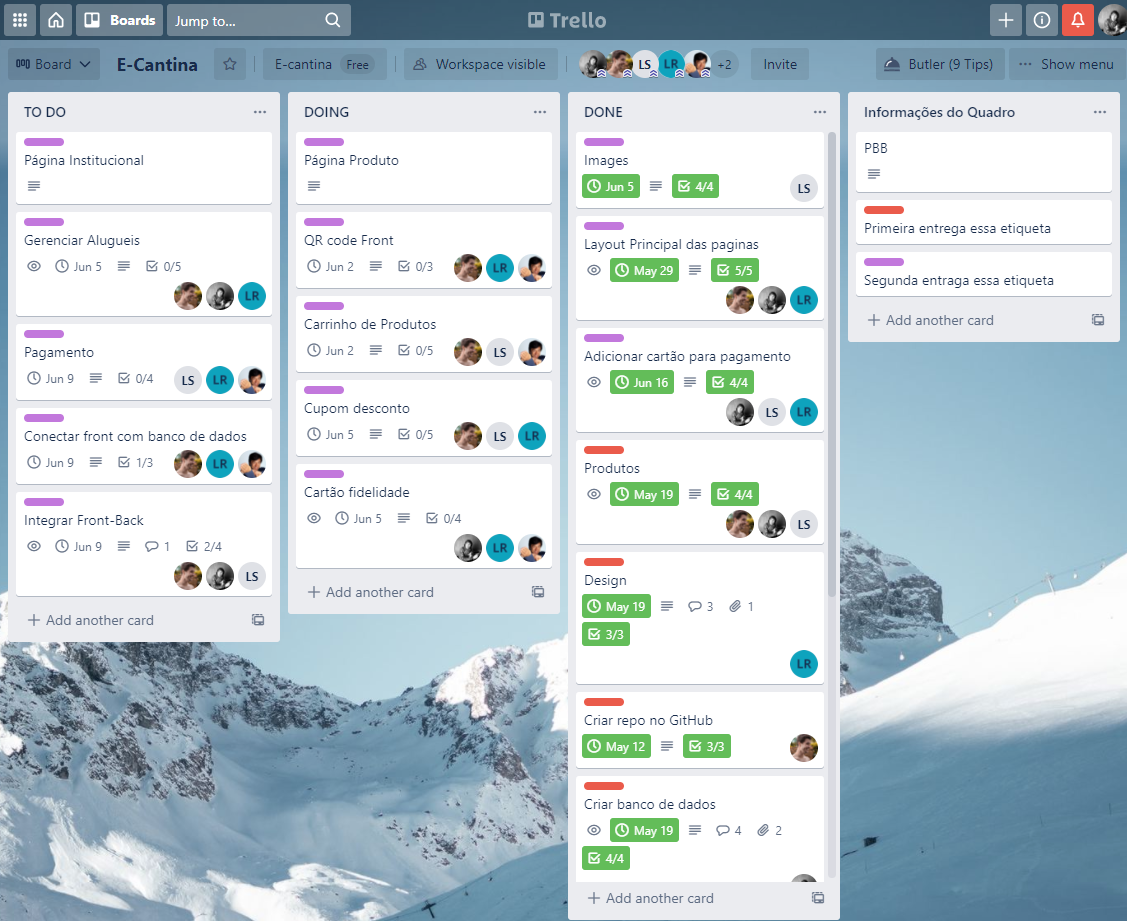 Boards
Jump to...
Trello
Board
E-Cantina
E-cantina Free
Workspace visible
LS
LR
+2
Invite
Butler (9 Tips)
Show menu
TO DO
Página Institucional
Gerenciar Alugueis
Jun 5 0/5
LR
Pagamento
Jun 9 0/4
LS LR
Conectar front com banco de dados
Jun 9 1/3
LR
Integrar Front-Back
Jun 9 1 2/4
LS
Add another card
DOING
Página Produto
QR code Front
Jun 2 0/3
LR
Carrinho de Produtos
Jun 2 0/5
LS
Cupom desconto
Jun 5 0/5
LS LR
Cartão fidelidade
Jun 5 0/4
LR
Add another card
DONE
Images
Jun 5 4/4
LS
Layout Principal das paginas
May 29 5/5
LR
Adicionar cartão para pagamento
Jun 16 4/4
LS LR
Produtos
May 19 4/4
LS
Design
May 19 3 1
3/3
LR
Criar repo no GitHub
May 12 3/3
Criar banco de dados
May 19 4 2
4/4
Add another card
Informações do Quadro
PBB
Primeira entrega essa etiqueta
Segunda entraga essa etiqueta
Add another card